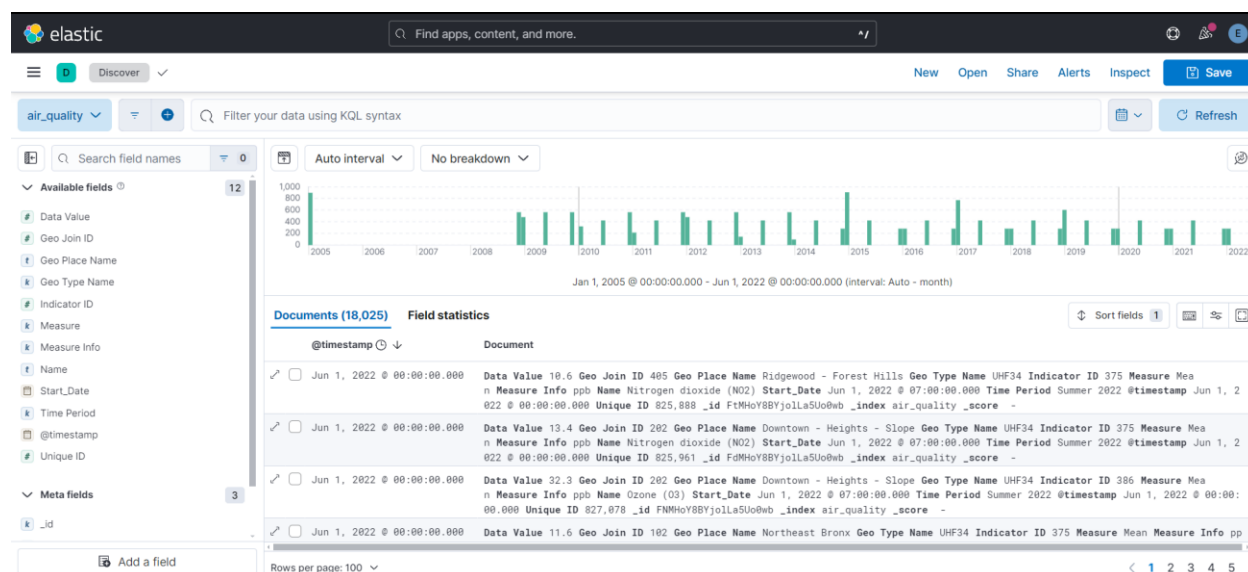 elastic
Find apps, content, and more.
^/
E
D
Discover
New
Open
Share
Alerts
Inspect
Save
air_quality
Filter your data using KQL syntax
Refresh
Search field names
0
Auto interval
No breakdown
Available fields
12
Data Value
Geo Join ID
Geo Place Name
Geo Type Name
Indicator ID
Measure
Measure Info
Name
Start_Date
Time Period
@timestamp
Unique ID
Meta fields
3
_id
Add a field
1,000
800
600
400
200
0
2005 2006 2007 2008 2009 2010 2011 2012 2013 2014 2015 2016 2017 2018 2019 2020 2021 2022
Jan 1, 2005 @ 00:00:00.000 - Jun 1, 2022 @ 00:00:00.000 (interval: Auto - month)
Documents (18,025)
Field statistics
Sort fields 1
@timestamp
Document
Jun 1, 2022 @ 00:00:00.000
Data Value 10.6 Geo Join ID 405 Geo Place Name Ridgewood - Forest Hills Geo Type Name UHF34 Indicator ID 375 Measure Mea
n Measure Info ppb Name Nitrogen dioxide (NO2) Start_Date Jun 1, 2022 @ 07:00:00.000 Time Period Summer 2022 @timestamp Jun 1, 2
022 @ 00:00:00.000 Unique ID 825,888 _id FtMHoY8BYjolLa5Uo0wb _index air_quality _score -
Jun 1, 2022 @ 00:00:00.000
Data Value 13.4 Geo Join ID 202 Geo Place Name Downtown - Heights - Slope Geo Type Name UHF34 Indicator ID 375 Measure Mea
n Measure Info ppb Name Nitrogen dioxide (NO2) Start_Date Jun 1, 2022 @ 07:00:00.000 Time Period Summer 2022 @timestamp Jun 1, 2
022 @ 00:00:00.000 Unique ID 825,961 _id FdMHoY8BYjolLa5Uo0wb _index air_quality _score -
Jun 1, 2022 @ 00:00:00.000
Data Value 32.3 Geo Join ID 202 Geo Place Name Downtown - Heights - Slope Geo Type Name UHF34 Indicator ID 386 Measure Mea
n Measure Info ppb Name Ozone (O3) Start_Date Jun 1, 2022 @ 07:00:00.000 Time Period Summer 2022 @timestamp Jun 1, 2022 @ 00:00:
00.000 Unique ID 827,078 _id FNMHoY8BYjolLa5Uo0wb _index air_quality _score -
Jun 1, 2022 @ 00:00:00.000
Data Value 11.6 Geo Join ID 102 Geo Place Name Northeast Bronx Geo Type Name UHF34 Indicator ID 375 Measure Mean Measure Info pp
Rows per page: 100
1 2 3 4 5